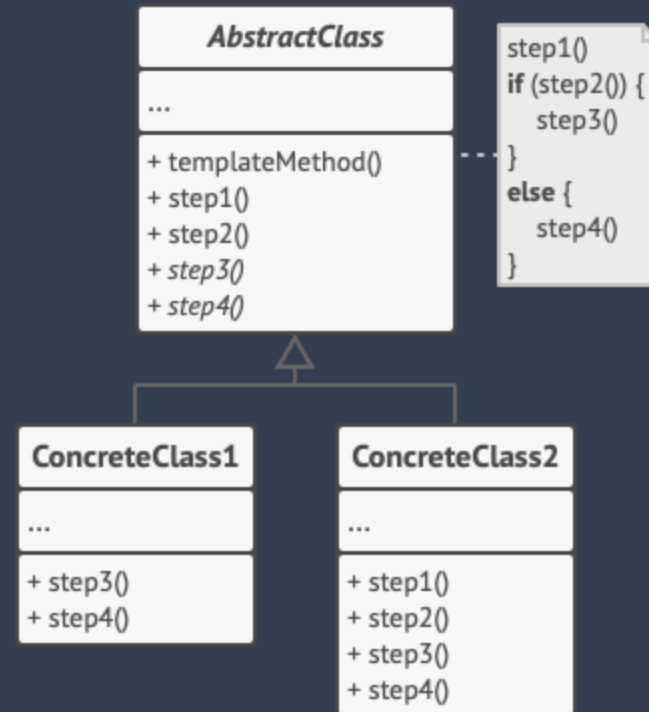 AbstractClass
...
+ templateMethod()
+ step1()
+ step2()
+ step3()
+ step4()
step1()
if (step2()) {
step3()
}
else {
step4()
}
ConcreteClass1
...
+ step3()
+ step4()
ConcreteClass2
...
+ step1()
+ step2()
+ step3()
+ step4()